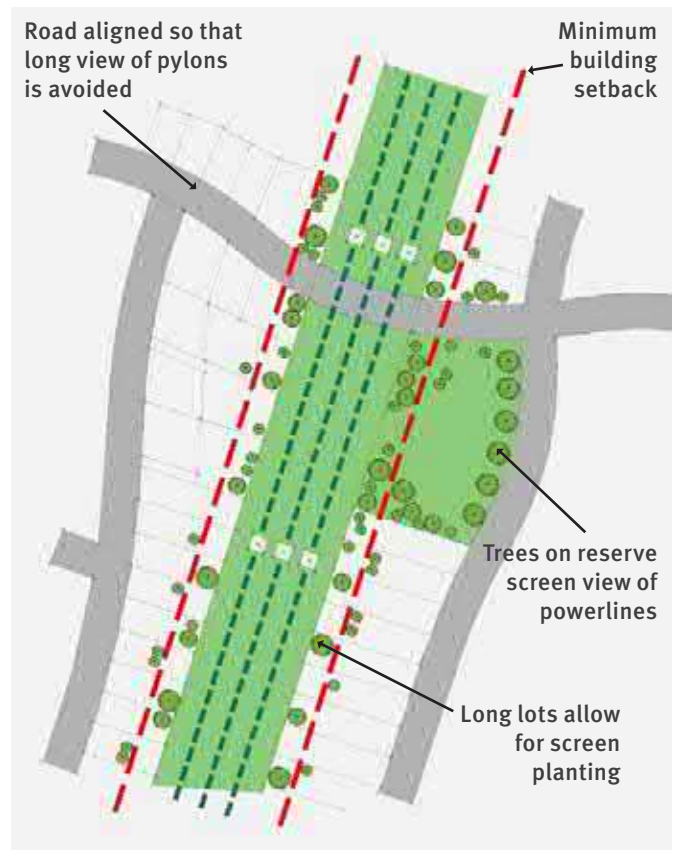 Road aligned so that
long view of pylons
is avoided
Minimum
building
setback
Trees on reserve
screen view of
powerlines
Long lots allow
for screen
planting